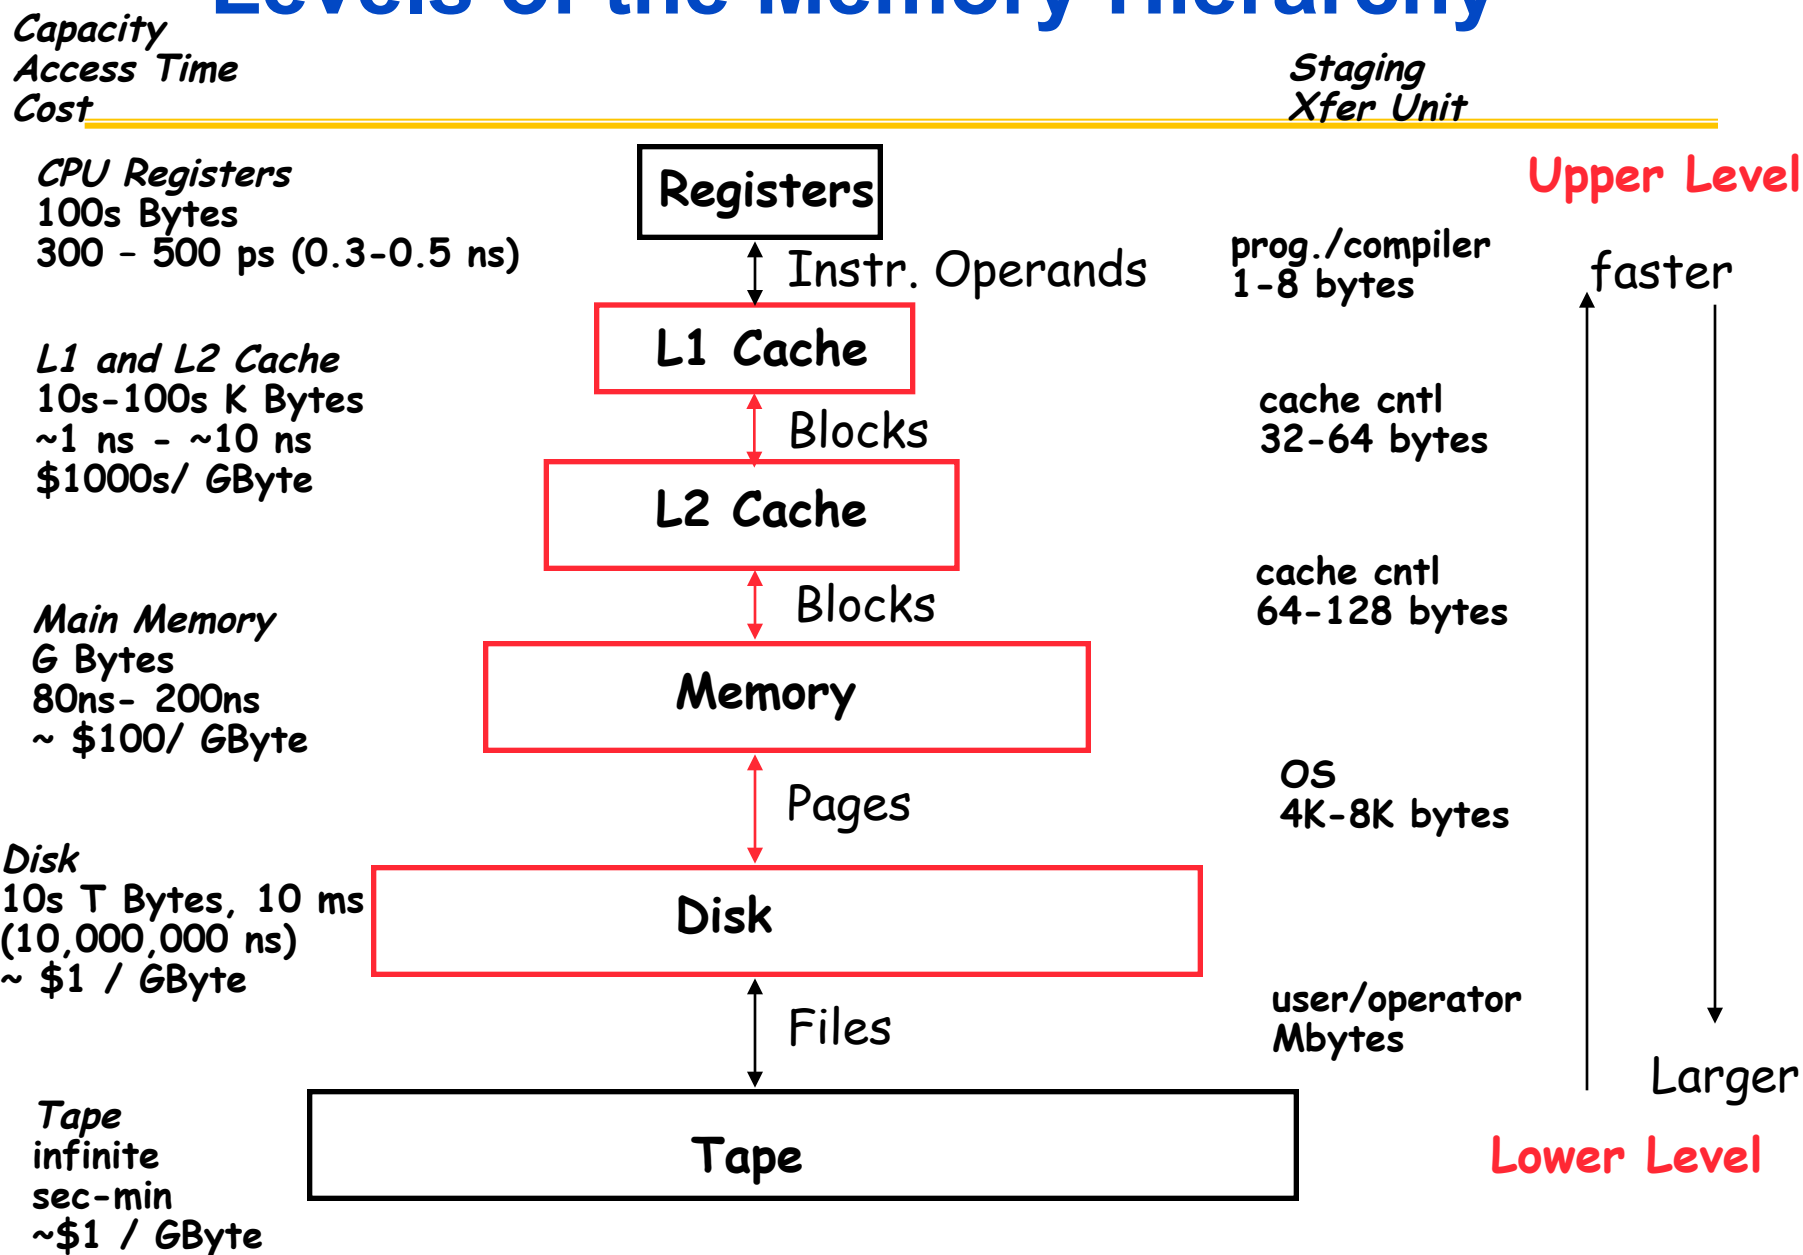 Levels of the Memory Hierarchy
Capacity
Access Time
Cost
Staging
Xfer Unit
CPU Registers
100s Bytes
300 – 500 ps (0.3-0.5 ns)
Registers
Upper Level
Instr. Operands
prog./compiler
1-8 bytes
faster
L1 and L2 Cache
10s-100s K Bytes
~1 ns - ~10 ns
$1000s/ GByte
L1 Cache
Blocks
cache cntl
32-64 bytes
L2 Cache
Blocks
cache cntl
64-128 bytes
Main Memory
G Bytes
80ns- 200ns
~ $100/ GByte
Memory
Pages
OS
4K-8K bytes
Disk
10s T Bytes, 10 ms
(10,000,000 ns)
~ $1 / GByte
Disk
Files
user/operator
Mbytes
Larger
Tape
infinite
sec-min
~$1 / GByte
Tape
Lower Level